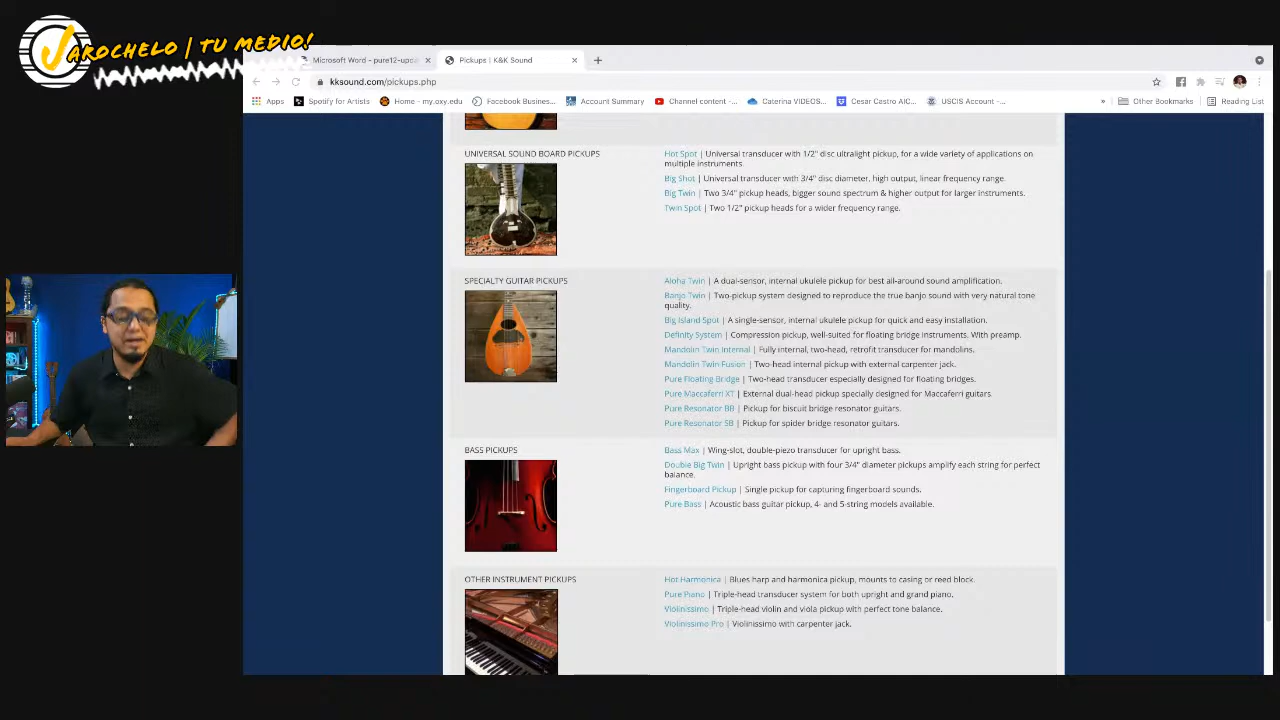 Jarochelo | tu medio!
Microsoft Word - pure12-upd
Pickups | K&K Sound
kksound.com/pickups.php
Apps
Spotify for Artists
Home - my.oxy.edu
Facebook Busines...
Account Summary
Channel content -...
Caterina VIDEOS...
Cesar Castro AIC...
USCIS Account -...
»
Other Bookmarks
Reading List
UNIVERSAL SOUND BOARD PICKUPS
Hot Spot | Universal transducer with 1/2" disc ultralight pickup, for a wide variety of applications on
multiple instruments.
Big Shot | Universal transducer with 3/4" disc diameter, high output, linear frequency range.
Big Twin | Two 3/4" pickup heads, bigger sound spectrum & higher output for larger instruments.
Twin Spot | Two 1/2" pickup heads for a wider frequency range.
SPECIALTY GUITAR PICKUPS
Aloha Twin | A dual-sensor, internal ukulele pickup for best all-around sound amplification.
Banjo Twin | Two-pickup system designed to reproduce the true banjo sound with very natural tone
quality.
Big Island Spot | A single-sensor, internal ukulele pickup for quick and easy installation.
Definity System | Compression pickup, well-suited for floating bridge instruments. With preamp.
Mandolin Twin Internal | Fully internal, two-head, retrofit transducer for mandolins.
Mandolin Twin Fusion | Two-head internal pickup with external carpenter jack.
Pure Floating Bridge | Two-head transducer especially designed for floating bridges.
Pure Maccaferri XT | External dual-head pickup specially designed for Maccaferri guitars.
Pure Resonator BB | Pickup for biscuit bridge resonator guitars.
Pure Resonator SB | Pickup for spider bridge resonator guitars.
BASS PICKUPS
Bass Max | Wing-slot, double-piezo transducer for upright bass.
Double Big Twin | Upright bass pickup with four 3/4" diameter pickups amplify each string for perfect
balance.
Fingerboard Pickup | Single pickup for capturing fingerboard sounds.
Pure Bass | Acoustic bass guitar pickup, 4- and 5-string models available.
OTHER INSTRUMENT PICKUPS
Hot Harmonica | Blues harp and harmonica pickup, mounts to casing or reed block.
Pure Piano | Triple-head transducer system for both upright and grand piano.
Violinissimo | Triple-head violin and viola pickup with perfect tone balance.
Violinissimo Pro | Violinissimo with carpenter jack.